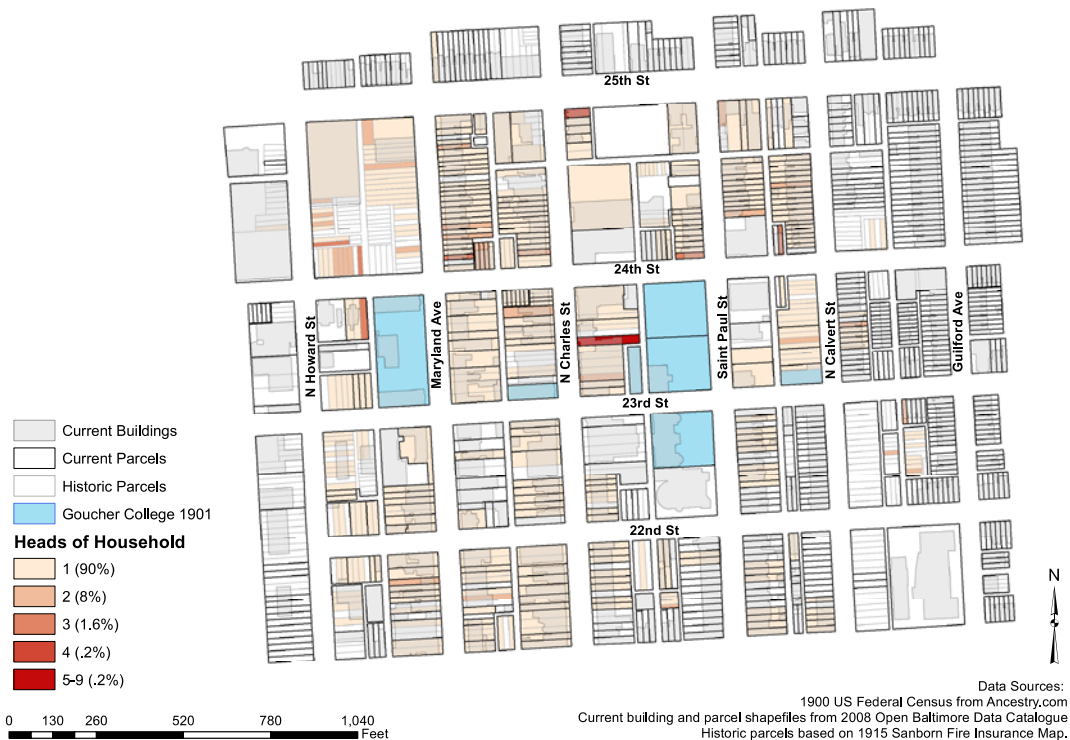 25th St
24th St
N Howard St
Maryland Ave
N Charles St
Saint Paul St
N Calvert St
Guilford Ave
23rd St
22nd St
Current Buildings
Current Parcels
Historic Parcels
Goucher College 1901
Heads of Household
1 (90%)
2 (8%)
3 (1.6%)
4 (.2%)
5-9 (.2%)
0 130 260 520 780 1,040
Feet
N
Data Sources:
1900 US Federal Census from Ancestry.com
Current building and parcel shapefiles from 2008 Open Baltimore Data Catalogue
Historic parcels based on 1915 Sanborn Fire Insurance Map.